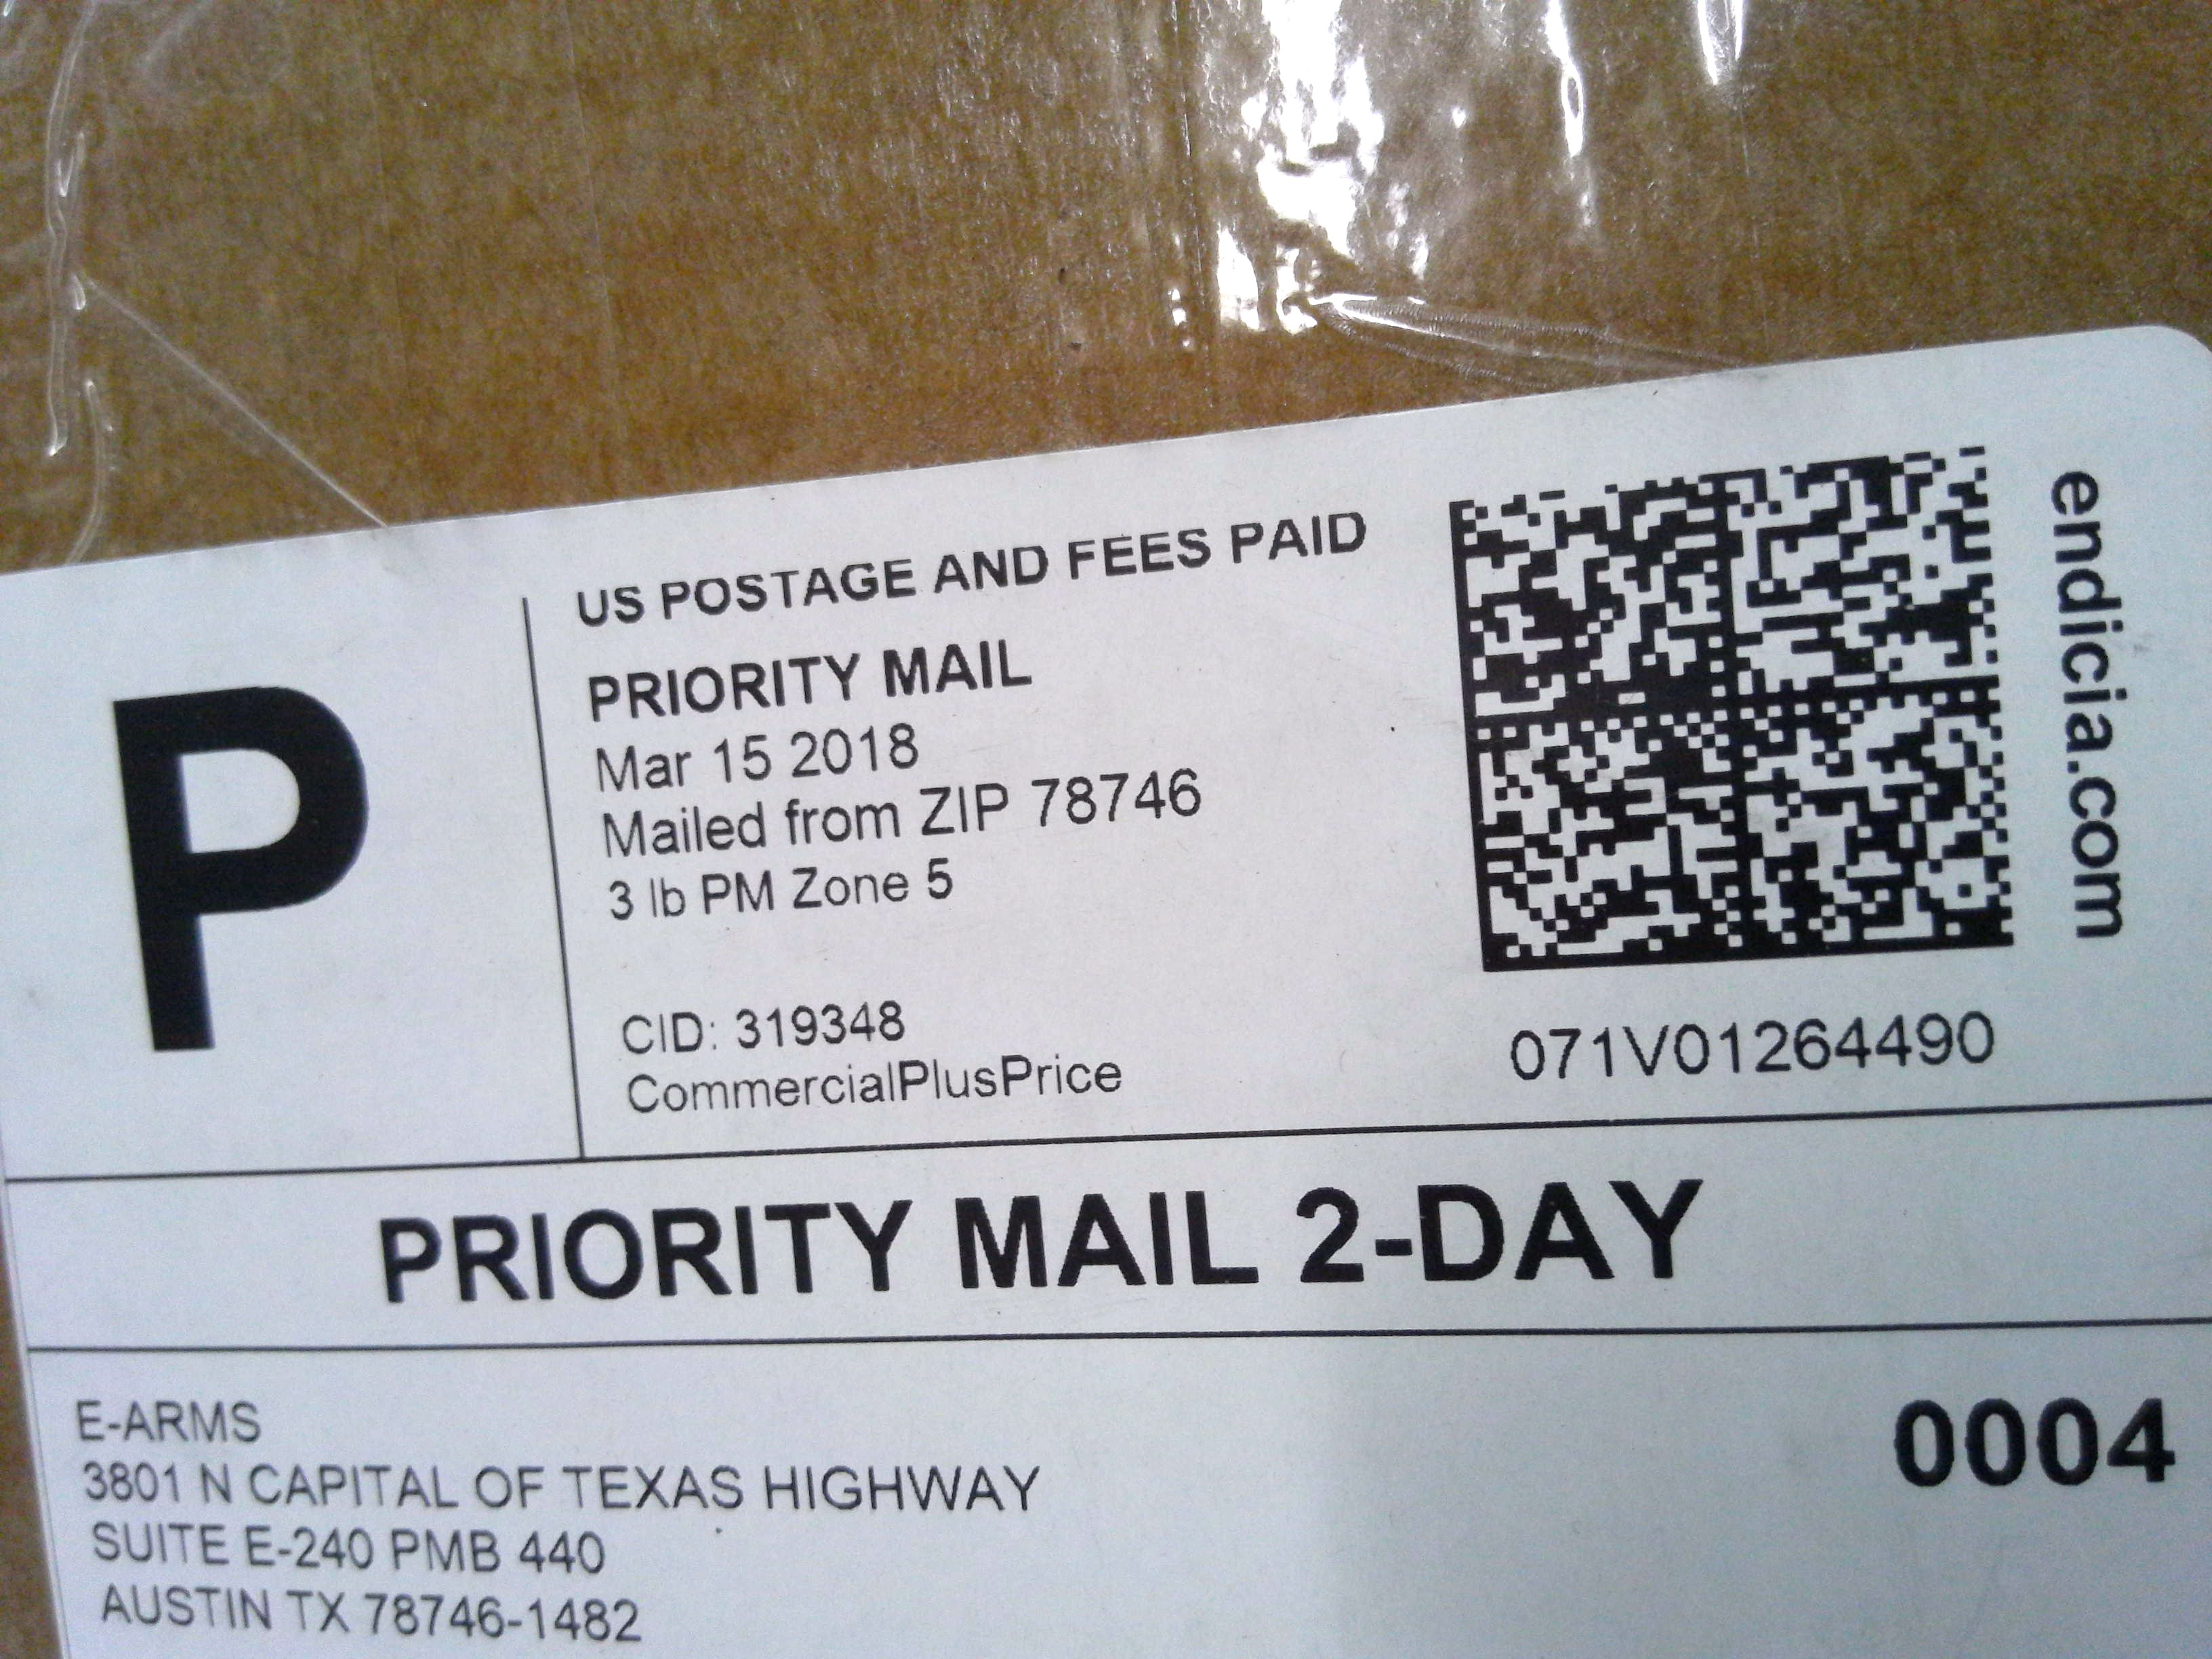 US POSTAGE AND FEES PAID
P
PRIORITY MAIL
Mar 15 2018
Mailed from ZIP 78746
3 lb PM Zone 5
CID: 319348
CommercialPlusPrice
endicia.com
071V01264490
PRIORITY MAIL 2-DAY
E-ARMS
3801 N CAPITAL OF TEXAS HIGHWAY
SUITE E-240 PMB 440
AUSTIN TX 78746-1482
0004